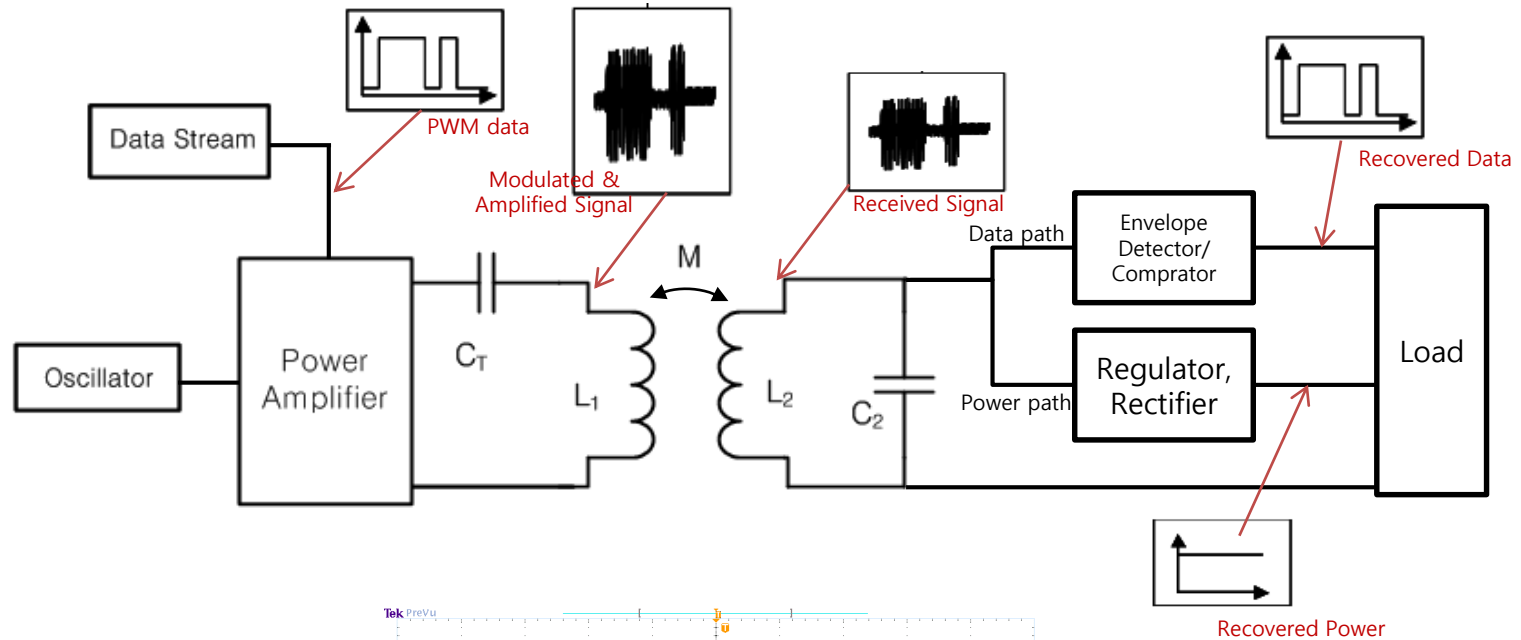 PWM data
Data Stream
Modulated &
Amplified Signal
Received Signal
Recovered Data
Data path
Envelope
Detector/
Comprator
M
Oscillator
Power
Amplifier
CT
L1
L2
C2
Power path
Regulator,
Rectifier
Load
Tek PreVu
T
Recovered Power